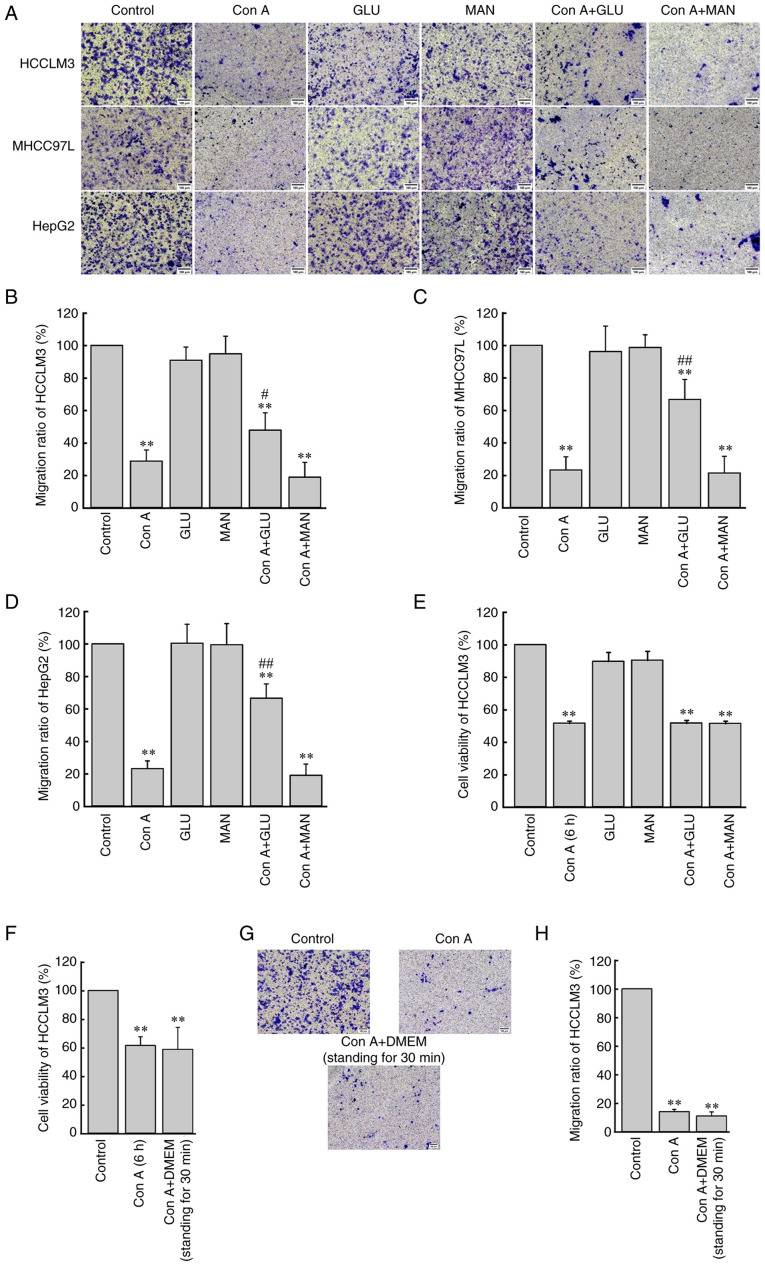 A
Control Con A GLU MAN Con A+GLU Con A+MAN
HCCLM3
MHCC97L
HepG2
B
Migration ratio of HCCLM3 (%)
120
100
80
60
40
20
0
**
#
**
**
Control Con A GLU MAN Con A+GLU Con A+MAN
C
Migration ratio of MHCC97L (%)
120
100
80
60
40
20
0
**
##
**
**
Control Con A GLU MAN Con A+GLU Con A+MAN
D
Migration ratio of HepG2 (%)
120
100
80
60
40
20
0
**
##
**
**
Control Con A GLU MAN Con A+GLU Con A+MAN
E
Cell viability of HCCLM3 (%)
120
100
80
60
40
20
0
**
**
**
Control Con A (6 h) GLU MAN Con A+GLU Con A+MAN
F
Cell viability of HCCLM3 (%)
120
100
80
60
40
20
0
**
**
Control Con A (6 h) Con A+DMEM
(standing for 30 min)
G
Control Con A
Con A+DMEM
(standing for 30 min)
H
Migration ratio of HCCLM3 (%)
120
100
80
60
40
20
0
**
**
Control Con A Con A+DMEM
(standing for 30 min)